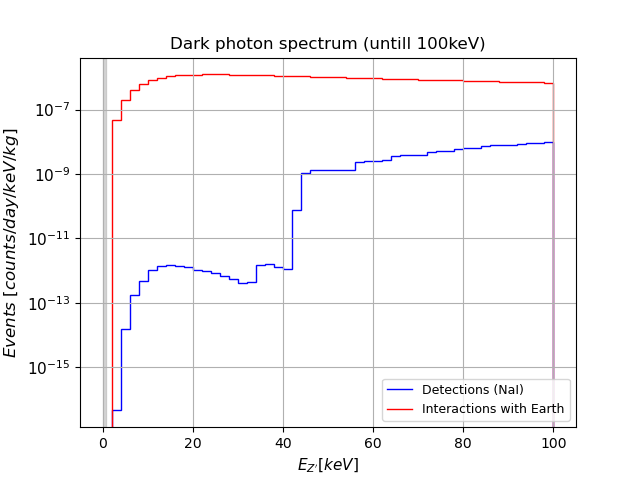 Dark photon spectrum (untill 100keV)
Events [counts/day/keV/kg]
10⁻⁷
10⁻⁹
10⁻¹¹
10⁻¹³
10⁻¹⁵
Detections (NaI)
Interactions with Earth
0 20 40 60 80 100
E_{Z'}[keV]